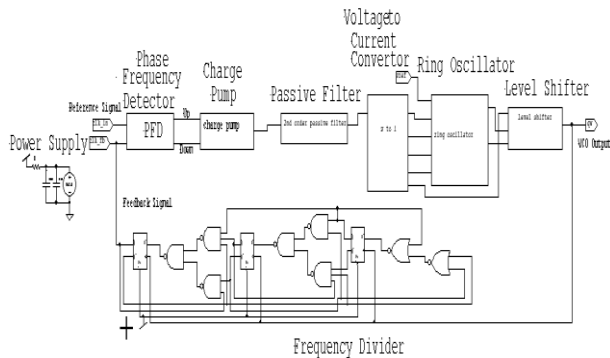 Voltage to
Current
Convertor
Phase
Frequency
Detector
Charge
Pump
Passive Filter
Ring Oscillator
Level Shifter
Reference Signal
clk_in
PFD
Up
Down
charge pump
2nd order passive filter
ring oscillator
Level shifter
VCO Output
Power Supply
clk_fb
Feedback Signal
Frequency Divider